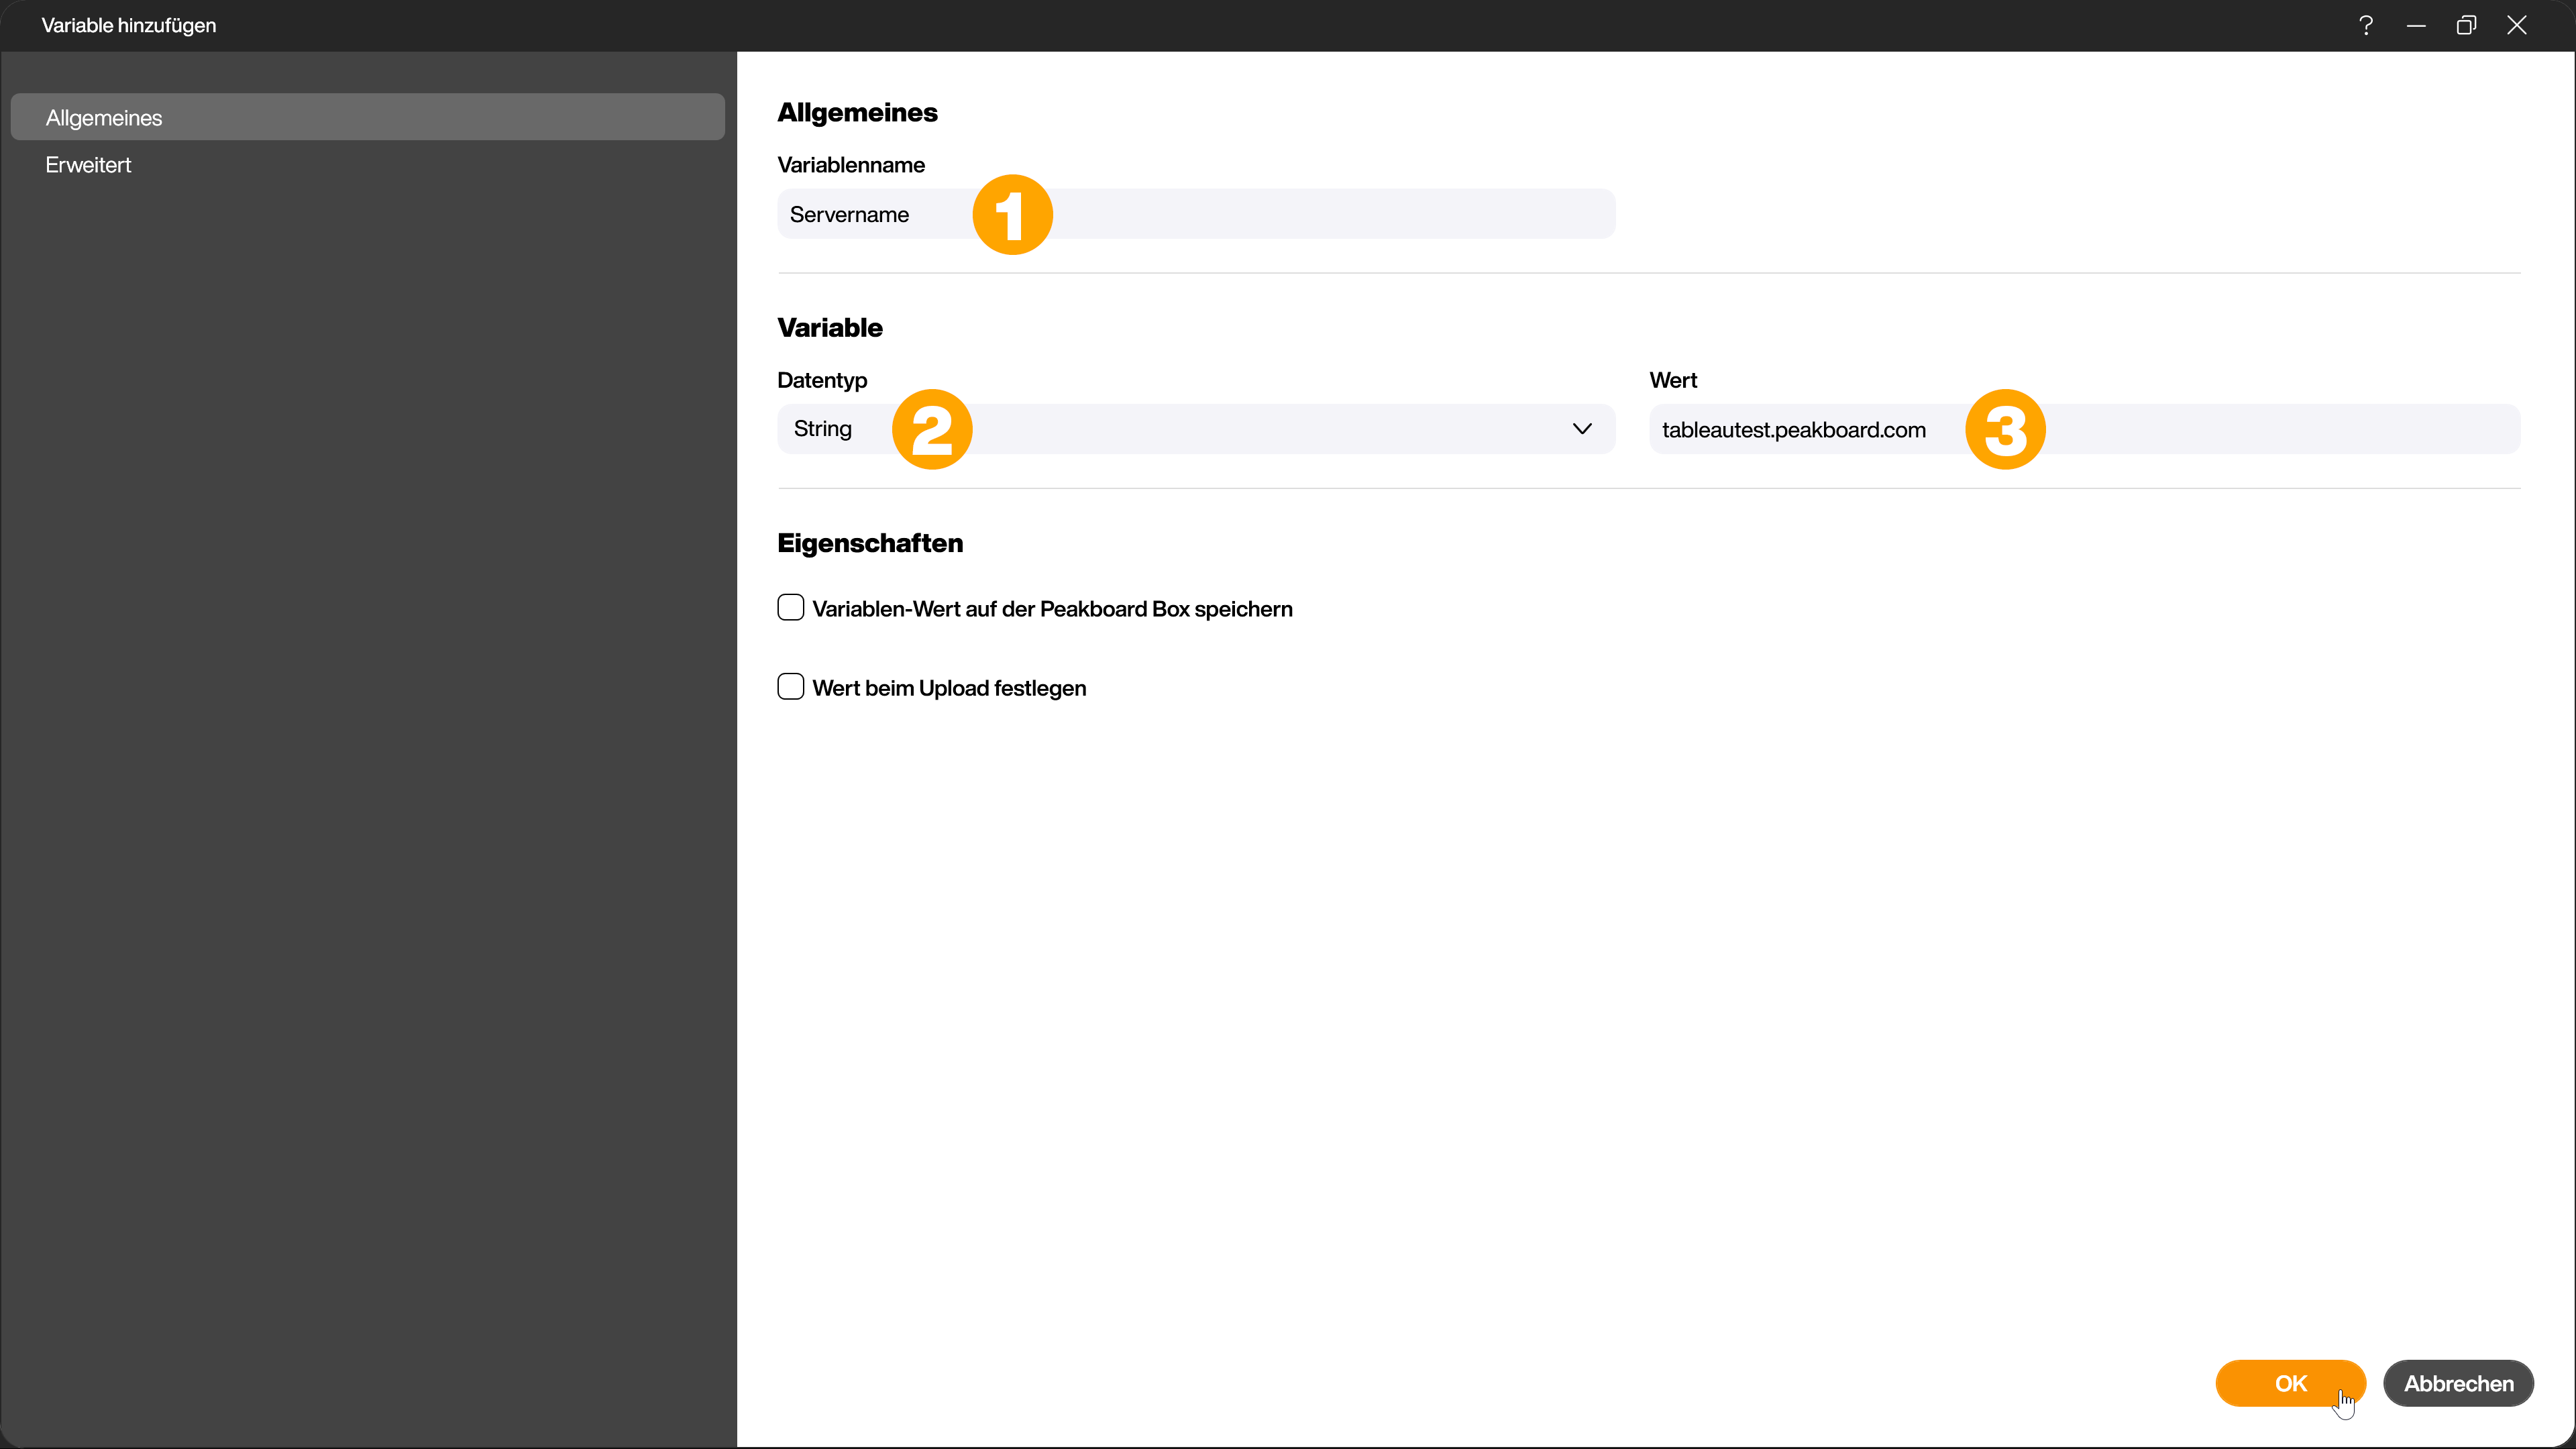 Variable hinzufügen
Allgemeines
Erweitert
Allgemeines
Variablenname
Servername
1
Variable
Datentyp
Wert
String
2
tableautest.peakboard.com
3
Eigenschaften
Variablen-Wert auf der Peakboard Box speichern
Wert beim Upload festlegen
OK
Abbrechen